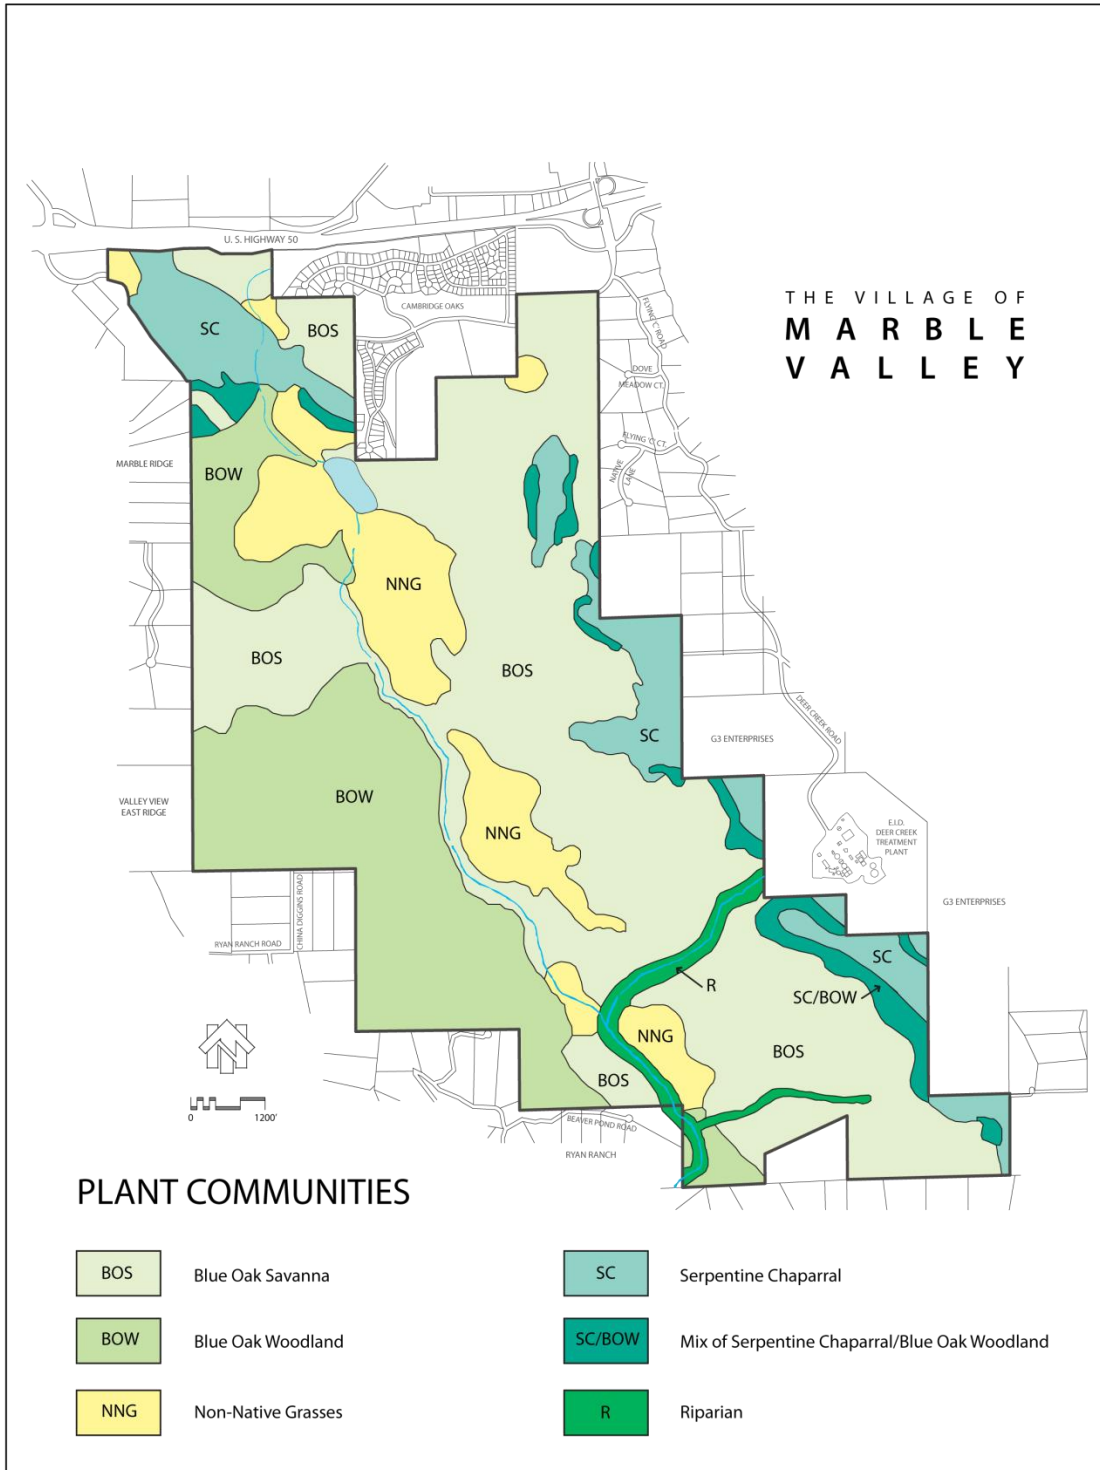 U. S. HIGHWAY 50
CAMBRIDGE OAKS
FLYING 'C' ROAD
THE VILLAGE OF
MARBLE
VALLEY
SC
BOS
DOVE
MEADOW CT.
FLYING 'C' CT.
NATIVE
LANE
MARBLE RIDGE
BOW
NNG
BOS
BOS
SC
G3 ENTERPRISES
DEER CREEK ROAD
VALLEY VIEW
EAST RIDGE
BOW
NNG
E.I.D.
DEER CREEK
TREATMENT
PLANT
G3 ENTERPRISES
CHINA DIGGINS ROAD
RYAN RANCH ROAD
SC
R
SC/BOW
NNG
BOS
BOS
N
0
1200'
BEAVER POND ROAD
RYAN RANCH
PLANT COMMUNITIES
BOS Blue Oak Savanna
BOW Blue Oak Woodland
NNG Non-Native Grasses
SC Serpentine Chaparral
SC/BOW Mix of Serpentine Chaparral/Blue Oak Woodland
R Riparian